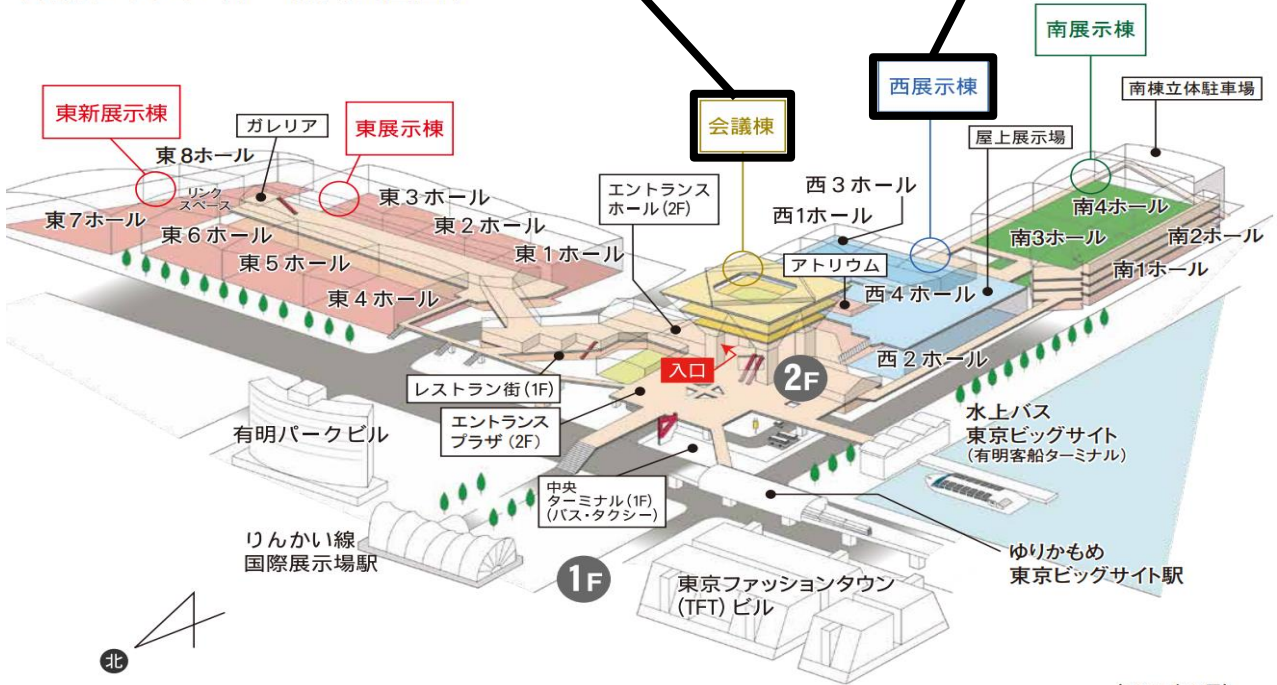 南展示棟
西展示棟
南棟立体駐車場
東新展示棟
会議棟
東展示棟
ガレリア
屋上展示場
東8ホール
リンク
スペース
東3ホール
エントランス
ホール(2F)
西3ホール
西1ホール
南4ホール
東7ホール
東6ホール
東2ホール
南3ホール
南2ホール
東5ホール
東1ホール
アトリウム
南1ホール
東4ホール
西4ホール
西2ホール
入口
2F
レストラン街(1F)
エントランス
プラザ(2F)
水上バス
東京ビッグサイト
(有明客船ターミナル)
有明パークビル
中央
ターミナル(1F)
(バス・タクシー)
りんかい線
国際展示場駅
ゆりかもめ
東京ビッグサイト駅
1F
東京ファッションタウン
(TFT)ビル
北